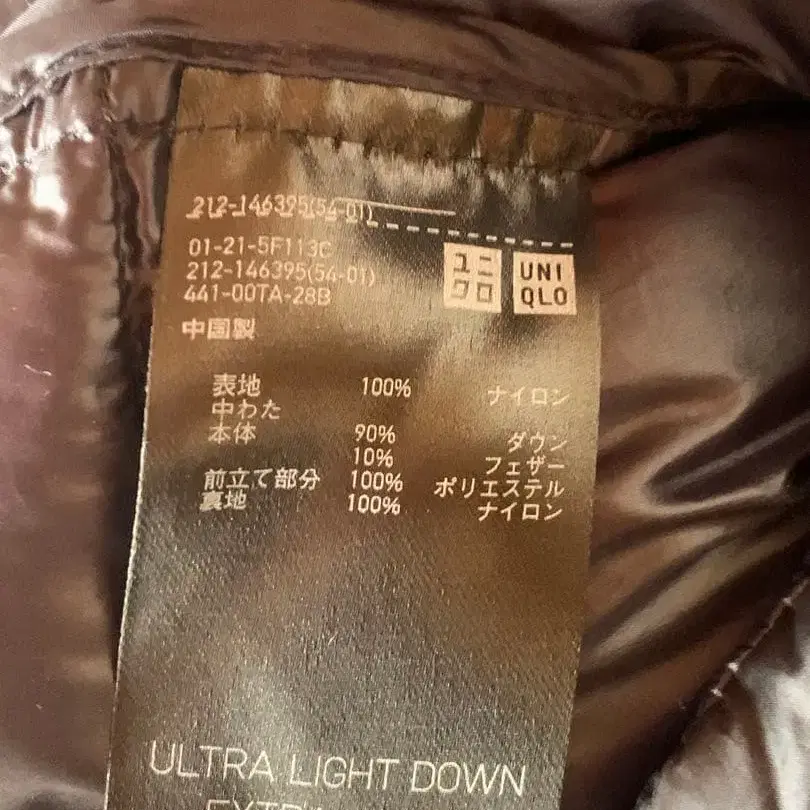 212-146395(54-01)
01-21-5F113C
212-146395(54-01)
441-00TA-28B
ユニ
クロ
UNI
QLO
中国製
表地 100% ナイロン
中わた
本体 90% ダウン
10% フェザー
前立て部分 100% ポリエステル
裏地 100% ナイロン
ULTRA LIGHT DOWN